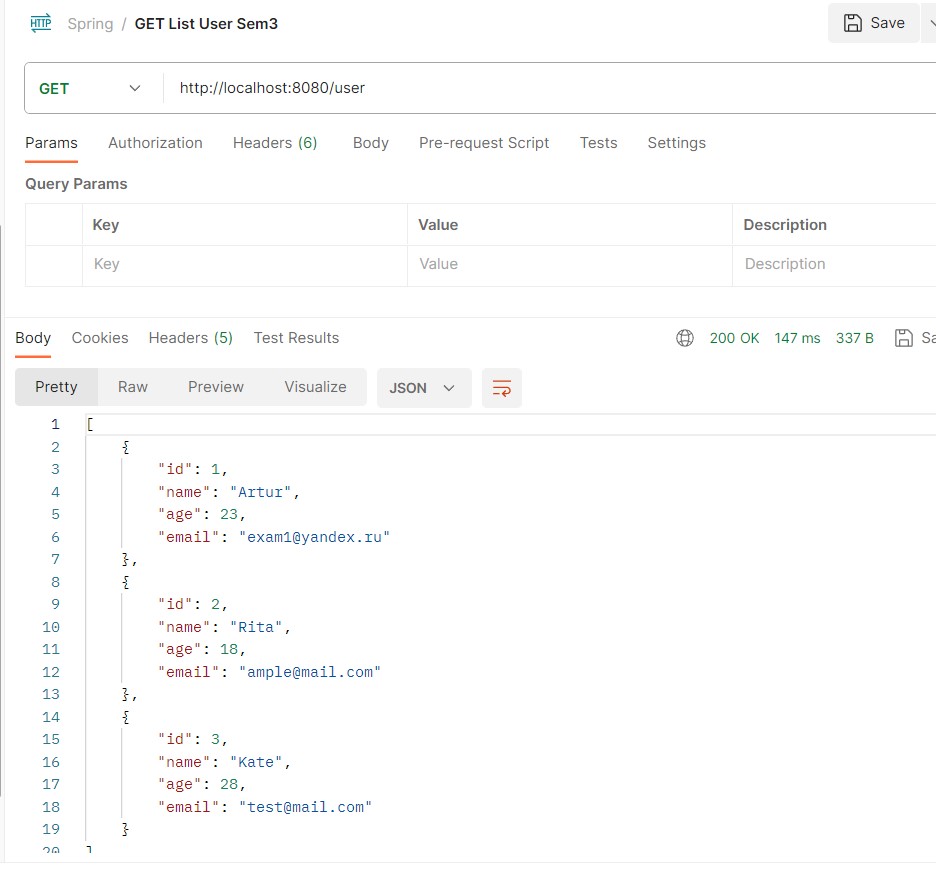 HTTP Spring / GET List User Sem3 Save
GET http://localhost:8080/user
Params Authorization Headers (6) Body Pre-request Script Tests Settings
Query Params
Key Value Description
Key Value Description
Body Cookies Headers (5) Test Results 200 OK 147 ms 337 B Sa
Pretty Raw Preview Visualize JSON
1 [
2 {
3 "id": 1,
4 "name": "Artur",
5 "age": 23,
6 "email": "exam1@yandex.ru"
7 },
8 {
9 "id": 2,
10 "name": "Rita",
11 "age": 18,
12 "email": "ample@mail.com"
13 },
14 {
15 "id": 3,
16 "name": "Kate",
17 "age": 28,
18 "email": "test@mail.com"
19 }
20 ]